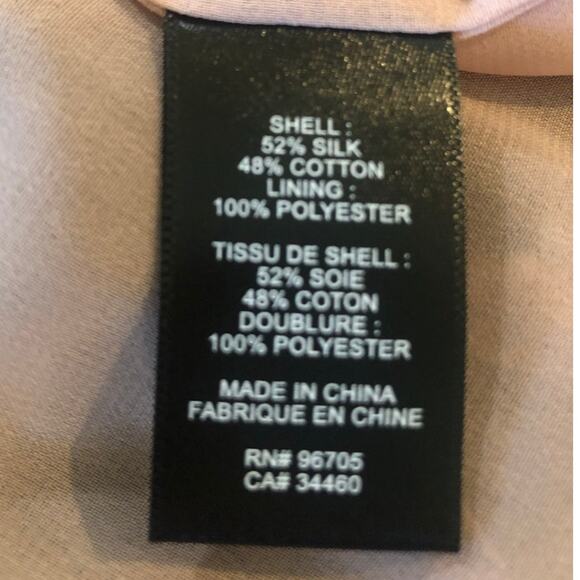 SHELL :
52% SILK
48% COTTON
LINING :
100% POLYESTER
TISSU DE SHELL :
52% SOIE
48% COTON
DOUBLURE :
100% POLYESTER
MADE IN CHINA
FABRIQUE EN CHINE
RN# 96705
CA# 34460